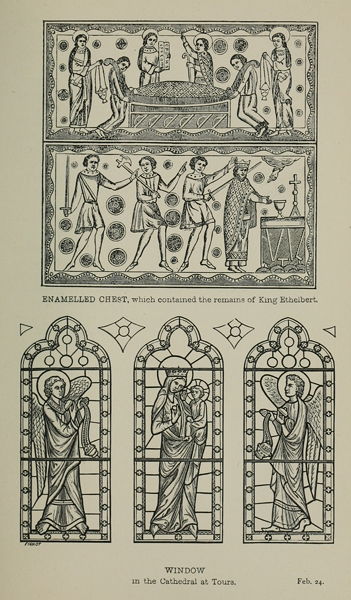 ENAMELLED CHEST, which contained the remains of King Ethelbert.
WINDOW
in the Cathedral at Tours.
Feb. 24.